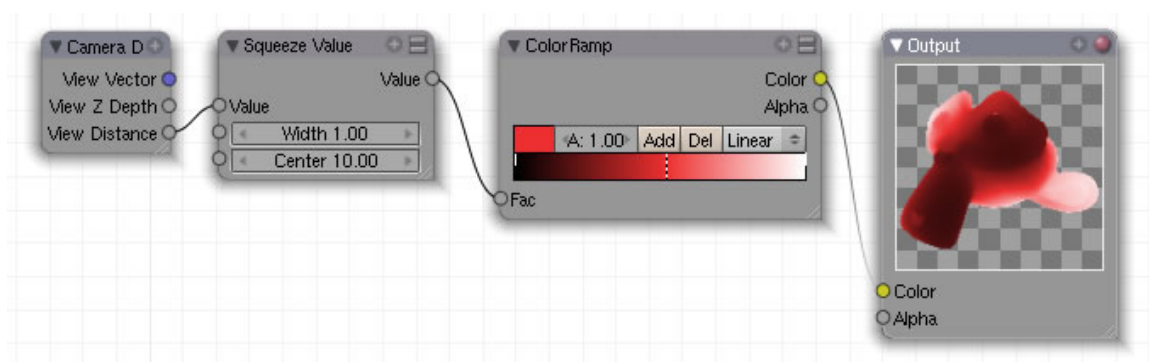 Camera D
View Vector
View Z Depth
View Distance
Squeeze Value
Value
Value
Width 1.00
Center 10.00
ColorRamp
Color
Alpha
A: 1.00 Add Del Linear
Fac
Output
Color
Alpha